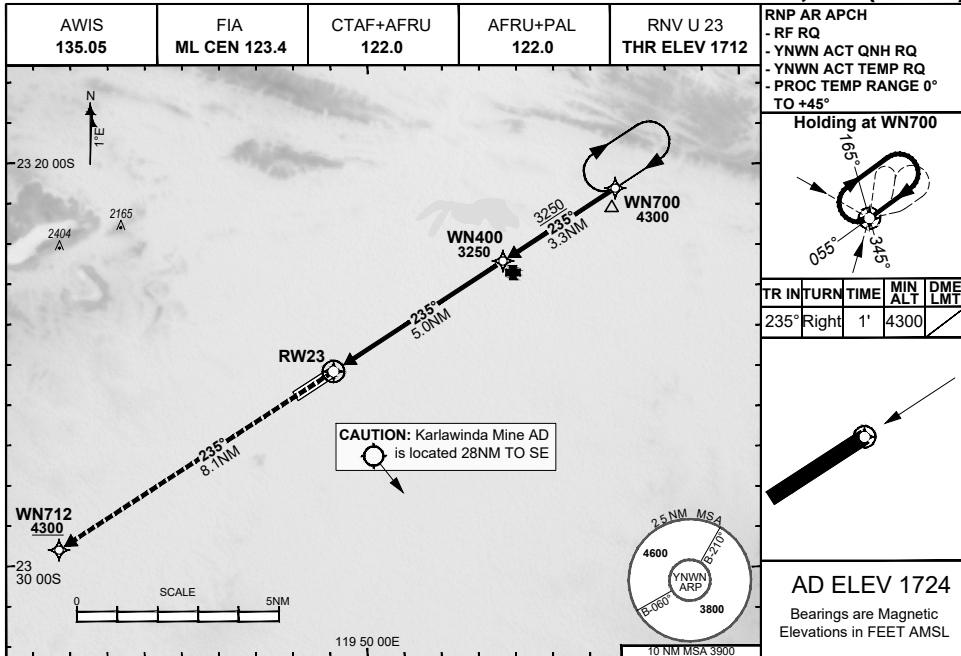 AWIS
135.05
FIA
ML CEN 123.4
CTAF+AFRU
122.0
AFRU+PAL
122.0
RNV U 23
THR ELEV 1712
RNP AR APCH
- RF RQ
- YNWN ACT QNH RQ
- YNWN ACT TEMP RQ
- PROC TEMP RANGE 0°
TO +45°
N
1°E
23 20 00S
2165
2404
WN700
4300
3250
235°
3.3NM
WN400
3250
235°
5.0NM
RW23
235°
8.1NM
CAUTION: Karlawinda Mine AD
is located 28NM TO SE
WN712
4300
23
30 00S
SCALE
0
5NM
119 50 00E
25 NM MSA
4600
B-210°
YNWN
ARP
B-060°
3800
10 NM MSA 3900
Holding at WN700
165°
055°
345°
TR IN TURN TIME MIN ALT DME LMT
235° Right 1' 4300
AD ELEV 1724
Bearings are Magnetic
Elevations in FEET AMSL